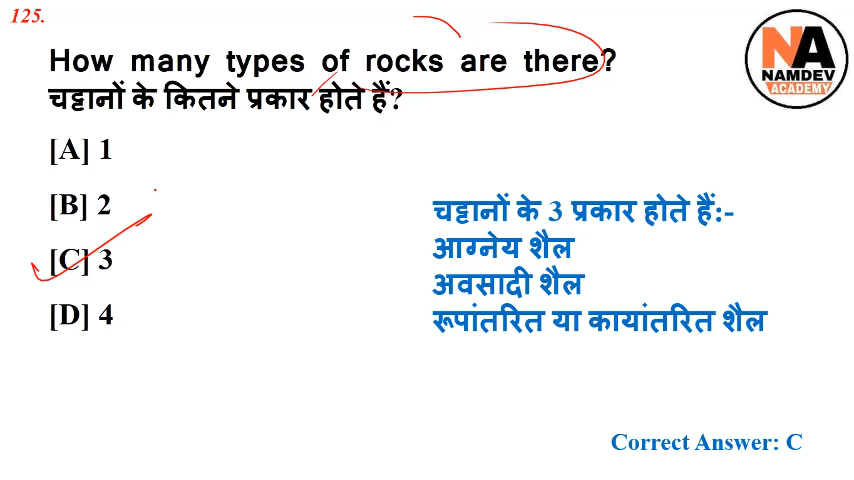 125.
How many types of rocks are there?
चट्टानों के कितने प्रकार होते हैं?
[A] 1
[B] 2
[C] 3
[D] 4
चट्टानों के 3 प्रकार होते हैं:-
आग्नेय शैल
अवसादी शैल
रूपांतरित या कायांतरित शैल
Correct Answer: C
NA
NAMDEV
ACADEMY